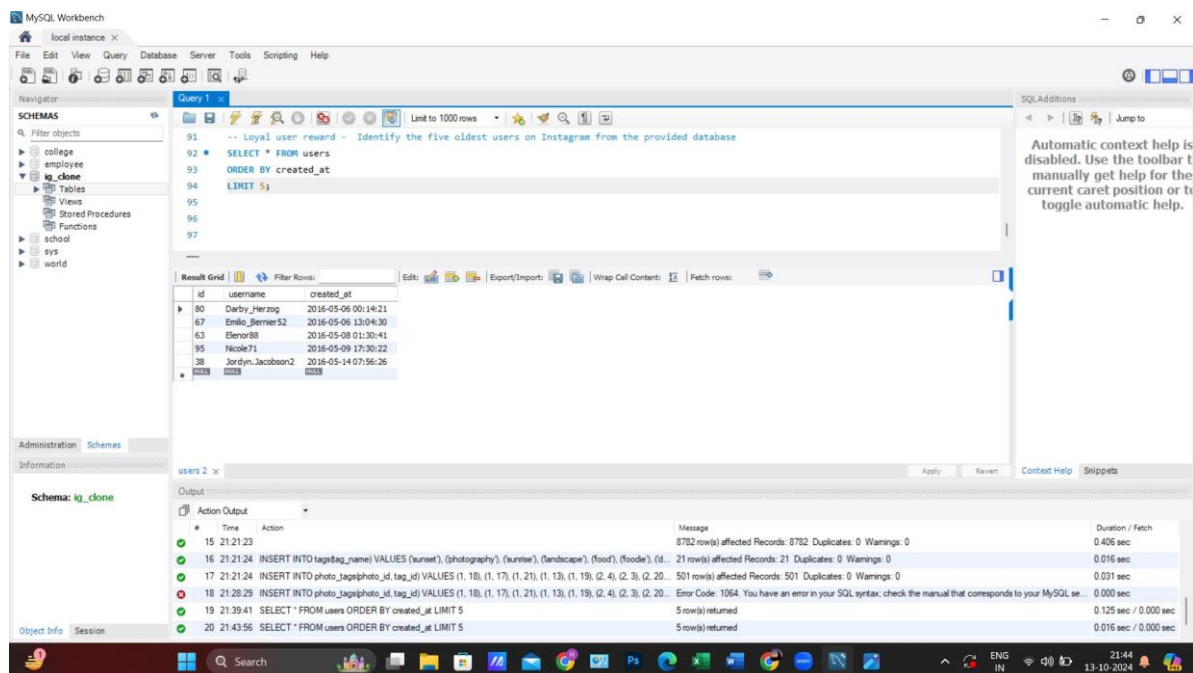 MySQL Workbench
local instance
File Edit View Query Database Server Tools Scripting Help
Navigator
SCHEMAS
Filter objects
college
employee
ig_clone
Tables
Views
Stored Procedures
Functions
school
sys
world
Administration Schemas
Information
Schema: ig_clone
Object Info Session
Query 1
Limit to 1000 rows
91 -- Loyal user reward - Identify the five oldest users on Instagram from the provided database
92 SELECT * FROM users
93 ORDER BY created_at
94 LIMIT 5;
95
96
97
Result Grid Filter Rows: Edit: Export/Import: Wrap Cell Content: Fetch rows:
id username created_at
80 Darby_Herzog 2016-05-06 00:14:21
67 Emilio_Bernier52 2016-05-06 13:04:30
63 Elenor88 2016-05-08 01:30:41
95 Nicole71 2016-05-09 17:30:22
38 Jordyn.Jacobson2 2016-05-14 07:56:26
NULL NULL NULL
users 2 Apply Revert
SQLAdditions
Jump to
Automatic context help is
disabled. Use the toolbar t
manually get help for the
current caret position or to
toggle automatic help.
Context Help Snippets
Output
Action Output
# Time Action Message Duration / Fetch
15 21:21:23 8782 row(s) affected Records: 8782 Duplicates: 0 Warnings: 0 0.406 sec
16 21:21:24 INSERT INTO tags(tag_name) VALUES ('sunset'), ('photography'), ('sunrise'), ('landscape'), ('food'), ('foodie'), ('d... 21 row(s) affected Records: 21 Duplicates: 0 Warnings: 0 0.016 sec
17 21:21:24 INSERT INTO photo_tags(photo_id, tag_id) VALUES (1, 18), (1, 17), (1, 21), (1, 13), (1, 19), (2, 4), (2, 3), (2, 20... 501 row(s) affected Records: 501 Duplicates: 0 Warnings: 0 0.031 sec
18 21:28:29 INSERT INTO photo_tags(photo_id, tag_id) VALUES (1, 18), (1, 17), (1, 21), (1, 13), (1, 19), (2, 4), (2, 3), (2, 20... Error Code: 1064. You have an error in your SQL syntax; check the manual that corresponds to your MySQL se... 0.000 sec
19 21:39:41 SELECT * FROM users ORDER BY created_at LIMIT 5 5 row(s) returned 0.125 sec / 0.000 sec
20 21:43:56 SELECT * FROM users ORDER BY created_at LIMIT 5 5 row(s) returned 0.016 sec / 0.000 sec
Search
Ps
ENG
IN
21:44
13-10-2024